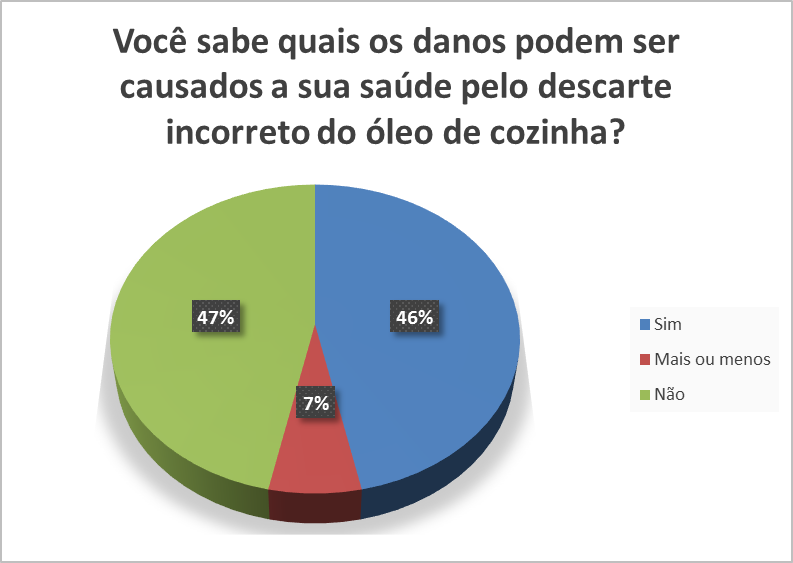 Você sabe quais os danos podem ser
causados a sua saúde pelo descarte
incorreto do óleo de cozinha?
47%
46%
7%
Sim
Mais ou menos
Não